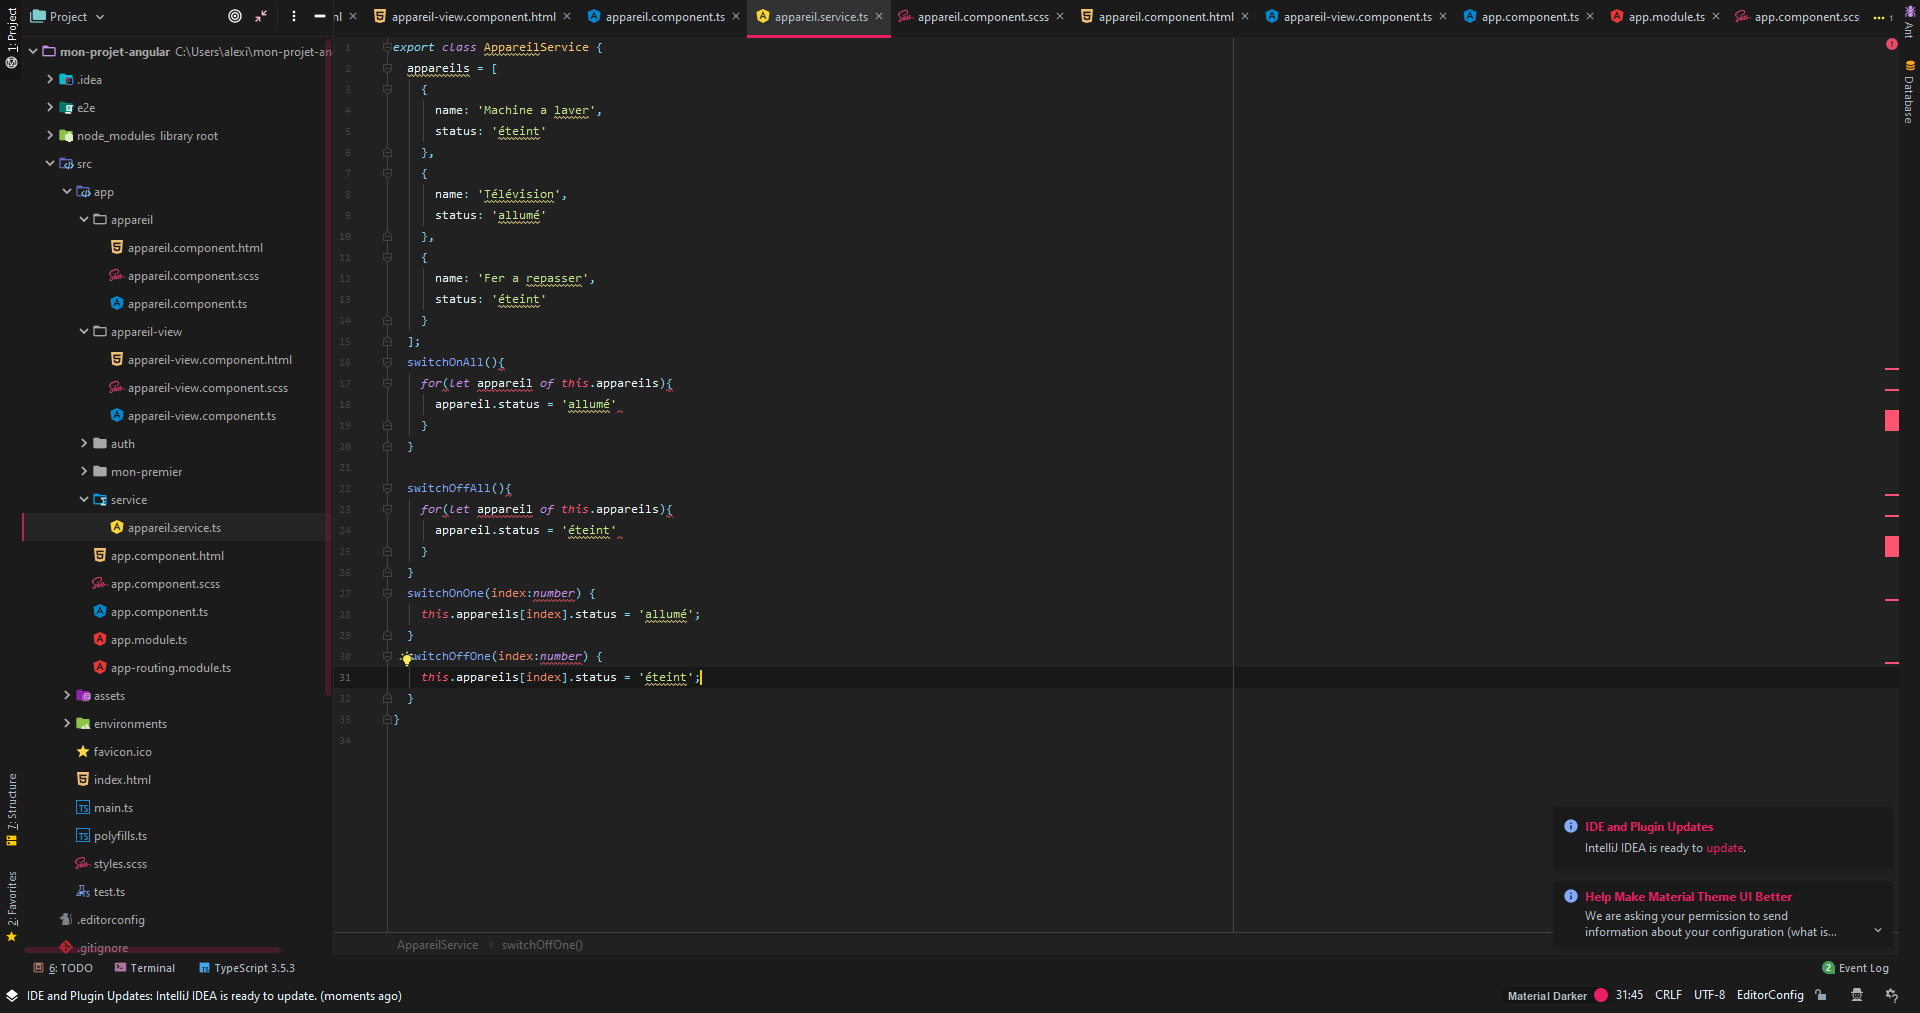 Project
nl
appareil-view.component.html
appareil.component.ts
appareil.service.ts
appareil.component.scss
appareil.component.html
appareil-view.component.ts
app.component.ts
app.module.ts
app.component.scs
1
1: Project
7: Structure
2: Favorites
Ant
Database
mon-projet-angular C:\Users\alexi\mon-projet-an
.idea
e2e
node_modules library root
src
app
appareil
appareil.component.html
appareil.component.scss
appareil.component.ts
appareil-view
appareil-view.component.html
appareil-view.component.scss
appareil-view.component.ts
auth
mon-premier
service
appareil.service.ts
app.component.html
app.component.scss
app.component.ts
app.module.ts
app-routing.module.ts
assets
environments
favicon.ico
index.html
main.ts
polyfills.ts
styles.scss
test.ts
.editorconfig
.gitignore
1 export class AppareilService {
2 appareils = [
3 {
4 name: 'Machine a laver',
5 status: 'éteint'
6 },
7 {
8 name: 'Télévision',
9 status: 'allumé'
10 },
11 {
12 name: 'Fer a repasser',
13 status: 'éteint'
14 }
15 ];
16 switchOnAll(){
17 for(let appareil of this.appareils){
18 appareil.status = 'allumé'
19 }
20 }
21
22 switchOffAll(){
23 for(let appareil of this.appareils){
24 appareil.status = 'éteint'
25 }
26 }
27 switchOnOne(index:number) {
28 this.appareils[index].status = 'allumé';
29 }
30 witchOffOne(index:number) {
31 this.appareils[index].status = 'éteint';
32 }
33 }
34
IDE and Plugin Updates
IntelliJ IDEA is ready to update.
Help Make Material Theme UI Better
We are asking your permission to send
information about your configuration (what is...
AppareilService > switchOffOne()
6: TODO
Terminal
TypeScript 3.5.3
2 Event Log
IDE and Plugin Updates: IntelliJ IDEA is ready to update. (moments ago)
Material Darker
31:45
CRLF
UTF-8
EditorConfig